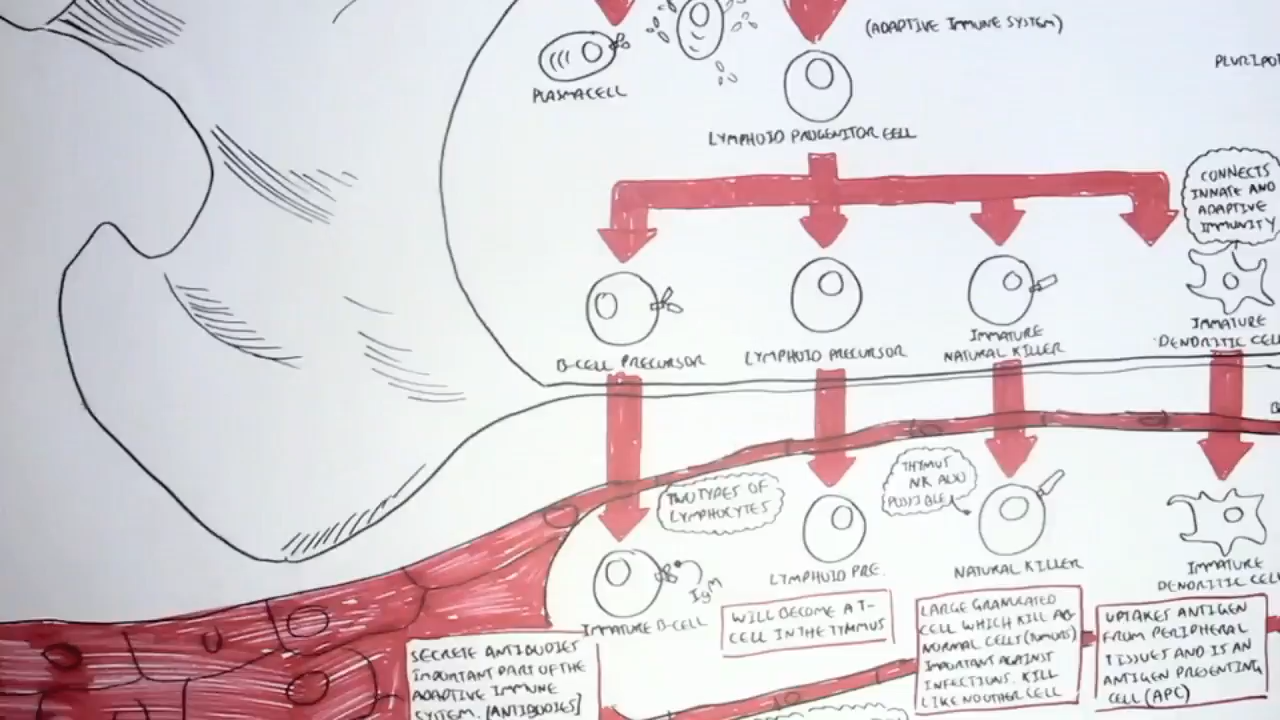 (ADAPTIVE IMMUNE SYSTEM)
PLASMA CELL
LYMPHOID PROGENITOR CELL
CONNECTS
INNATE AND
ADAPTIVE
IMMUNITY
B-CELL PRECURSOR
LYMPHOID PRECURSOR
IMMATURE
NATURAL KILLER
IMMATURE
DENDRITIC CELL
TWO TYPES OF
LYMPHOCYTES
THYMUS
NK ALSO
POSSIBLE
IgM
IMMATURE B-CELL
LYMPHOID PRE.
NATURAL KILLER
IMMATURE
DENDRITIC CELL
SECRETE ANTIBODIES
IMPORTANT PART OF THE
ADAPTIVE IMMUNE
SYSTEM. [ANTIBODIES]
WILL BECOME A T-
CELL IN THE TYMUS
LARGE GRANULATED
CELL WHICH KILL AB-
NORMAL CELLS (TUMORS)
IMPORTANT AGAINST
INFECTIONS. KILL
LIKE NO OTHER CELL
UPTAKES ANTIGEN
FROM PERIPHERAL
TISSUES AND IS AN
ANTIGEN PRESENTING
CELL (APC)